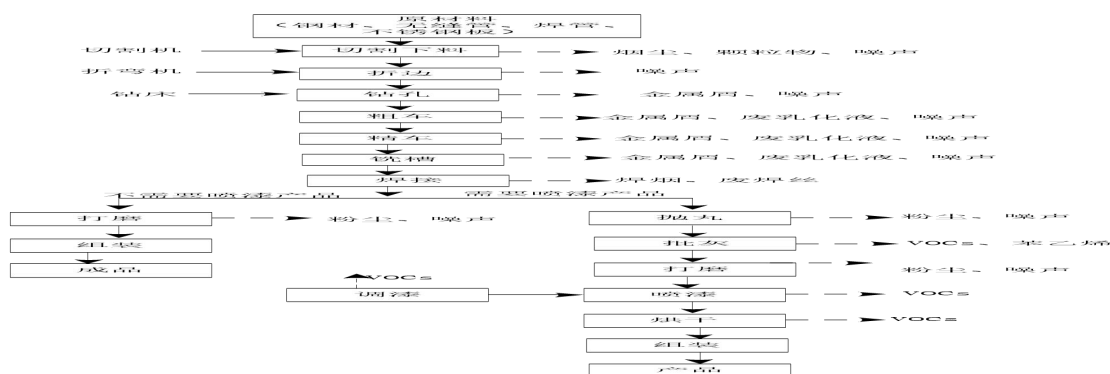 原材料
(钢材、无缝管、焊管、
不锈钢板)
切割机
切割下料
烟尘、颗粒物、噪声
折弯机
折边
噪声
钻床
钻孔
金属屑、噪声
粗车
金属屑、废乳化液、噪声
精车
金属屑、废乳化液、噪声
铣槽
金属屑、废乳化液、噪声
焊接
焊烟、废焊丝
不需要喷漆产品
需要喷漆产品
打磨
粉尘、噪声
抛丸
粉尘、噪声
组装
批灰
VOCs、苯乙烯
成品
打磨
粉尘、噪声
VOCs
调漆
喷漆
VOCs
烘干
VOCs
组装
产品